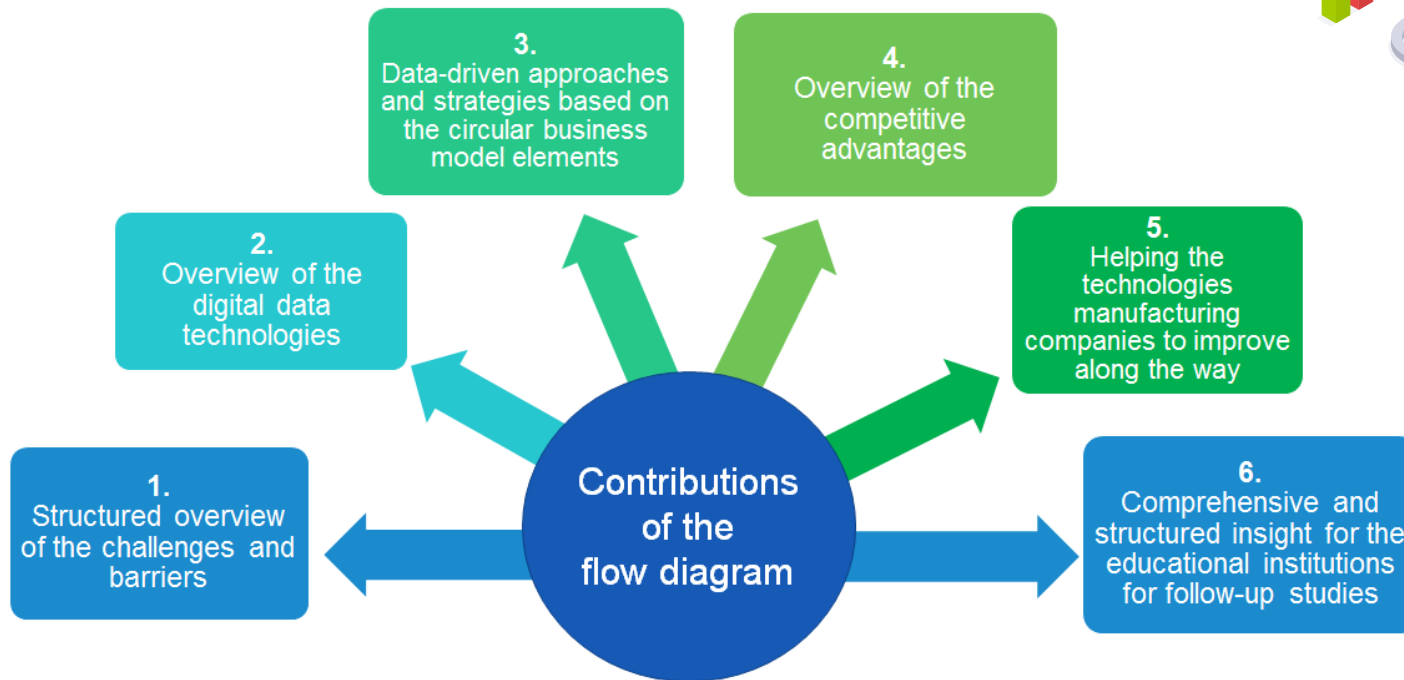 1.
Structured overview
of the challenges and
barriers
2.
Overview of the
digital data
technologies
3.
Data-driven approaches
and strategies based on
the circular business
model elements
4.
Overview of the
competitive
advantages
5.
Helping the
technologies
manufacturing
companies to improve
along the way
6.
Comprehensive and
structured insight for the
educational institutions
for follow-up studies
Contributions
of the
flow diagram